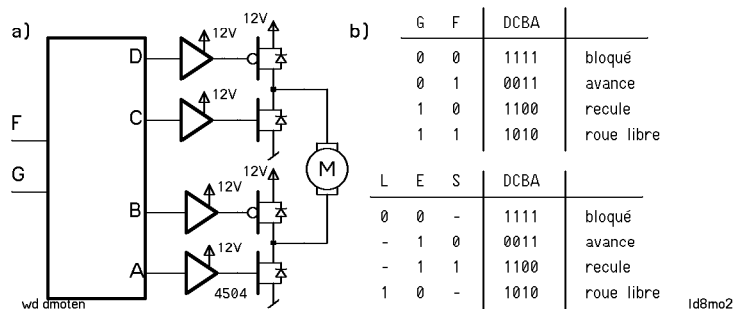 a)
12V
D
12V
C
12V
F
G
M
12V
B
12V
A
12V
4504
wd dmoten
b)
G F DCBA
0 0 1111 bloqué
0 1 0011 avance
1 0 1100 recule
1 1 1010 roue libre
L E S DCBA
0 0 - 1111 bloqué
- 1 0 0011 avance
- 1 1 1100 recule
1 0 - 1010 roue libre
ld8mo2